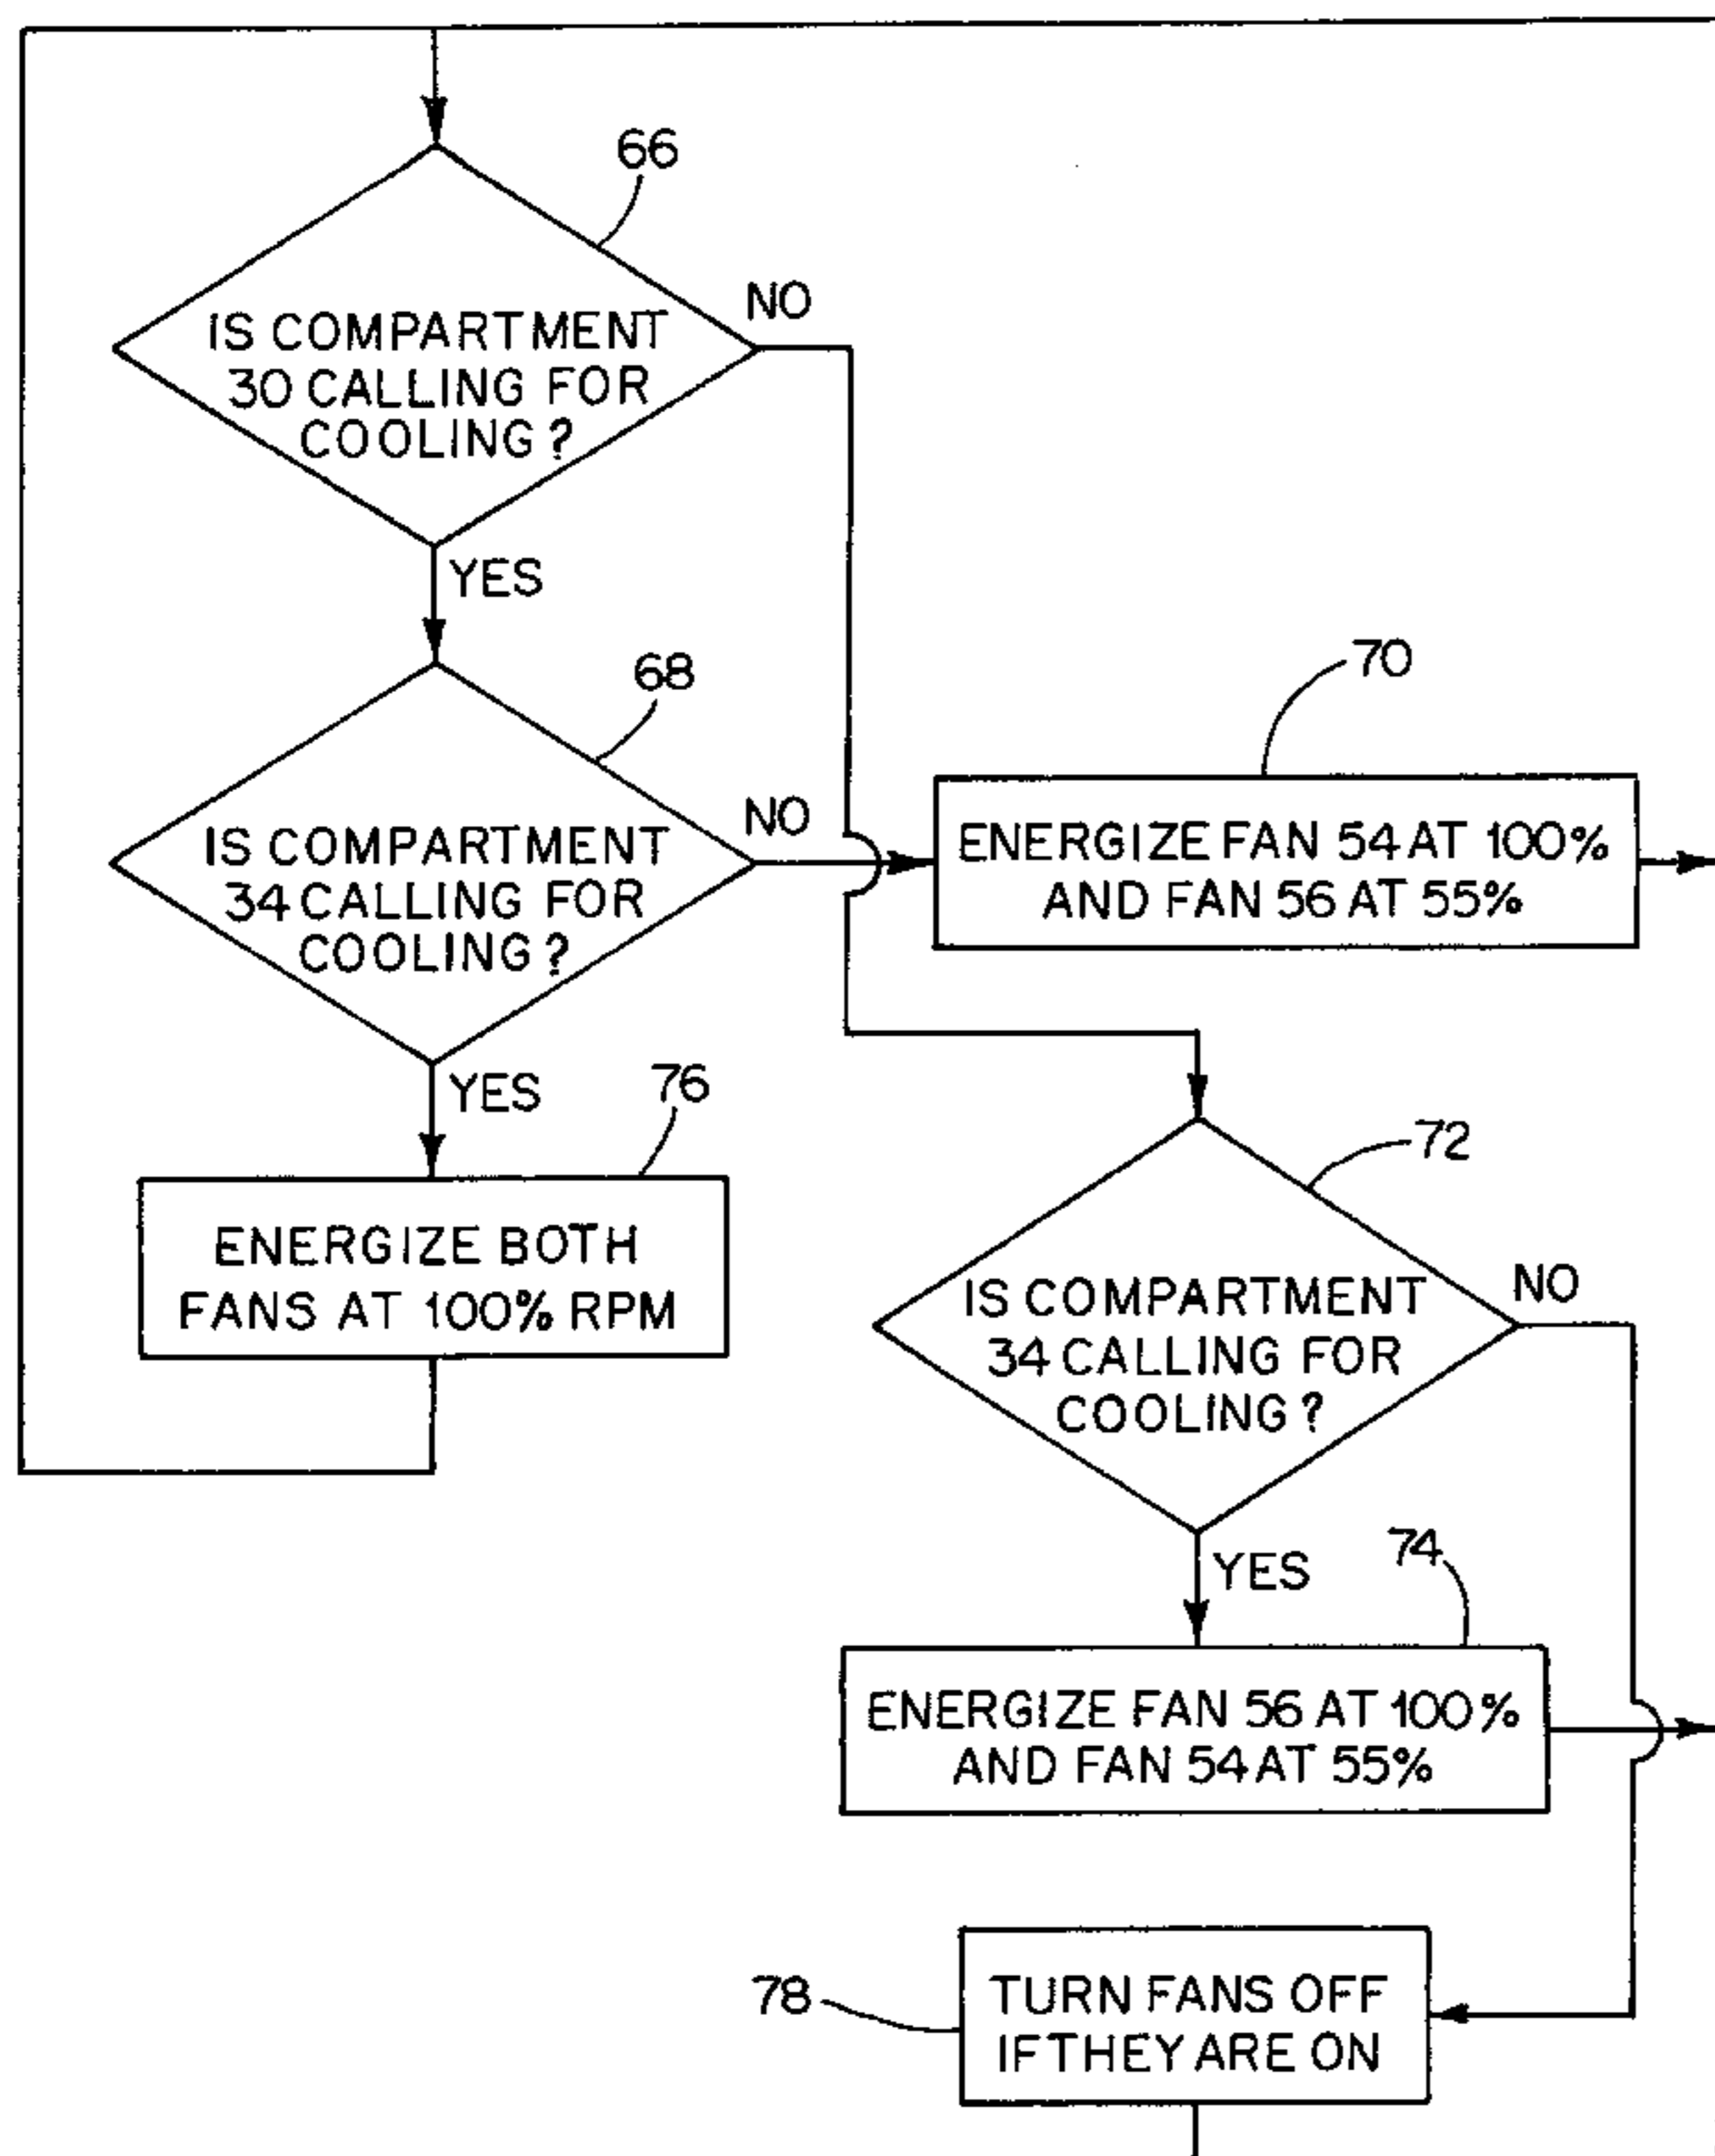 66
IS COMPARTMENT
30 CALLING FOR
COOLING?
NO
YES
68
IS COMPARTMENT
34 CALLING FOR
COOLING?
NO
YES
70
ENERGIZE FAN 54 AT 100%
AND FAN 56 AT 55%
76
ENERGIZE BOTH
FANS AT 100% RPM
72
IS COMPARTMENT
34 CALLING FOR
COOLING?
NO
YES
74
ENERGIZE FAN 56 AT 100%
AND FAN 54 AT 55%
78
TURN FANS OFF
IF THEY ARE ON